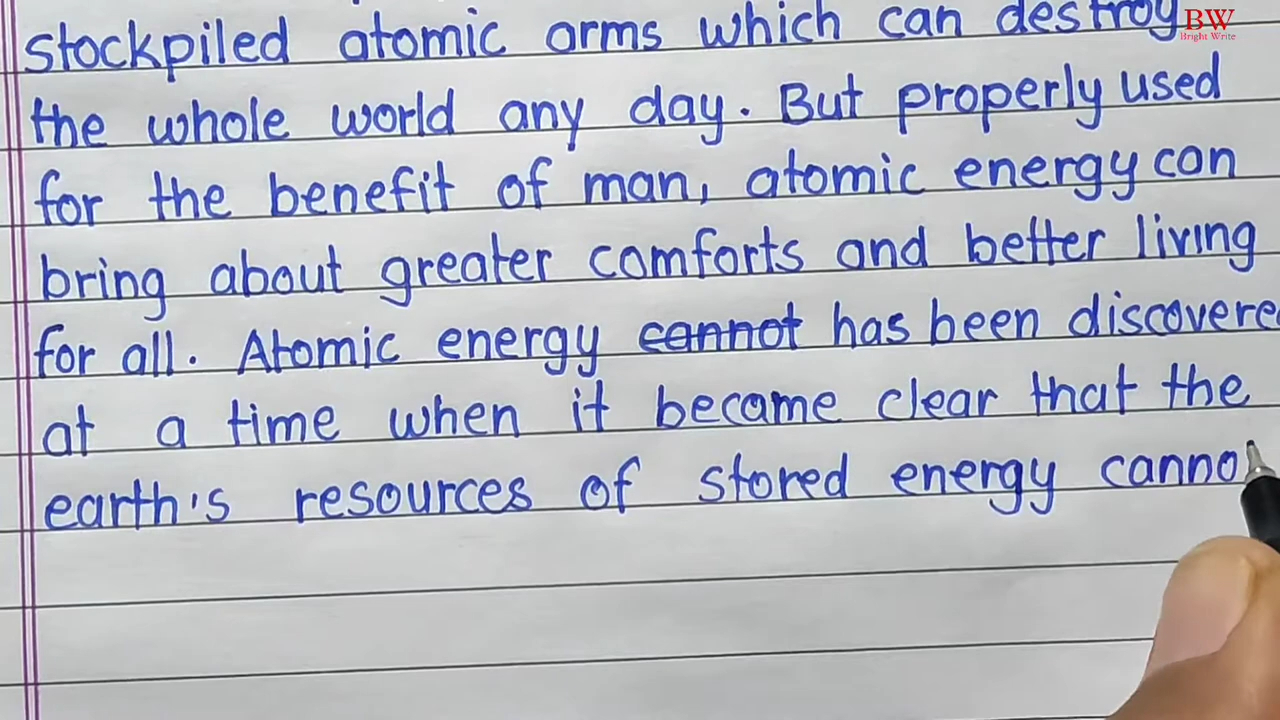 stockpiled atomic arms which can destroy
BW
Bright Write
the whole world any day. But properly used
for the benefit of man, atomic energy can
bring about greater comforts and better living
for all. Atomic energy cannot has been discovere
at a time when it became clear that the
earth's resources of stored energy canno